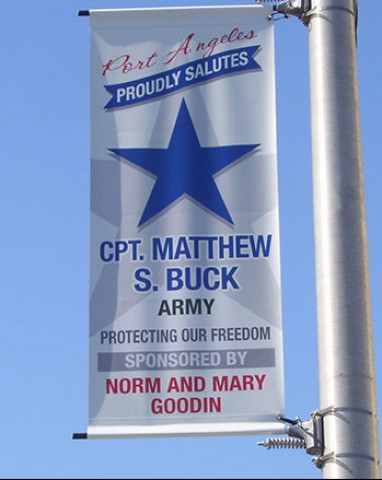 Port Angeles
PROUDLY SALUTES
CPT. MATTHEW
S. BUCK
ARMY
PROTECTING OUR FREEDOM
SPONSORED BY
NORM AND MARY
GOODIN